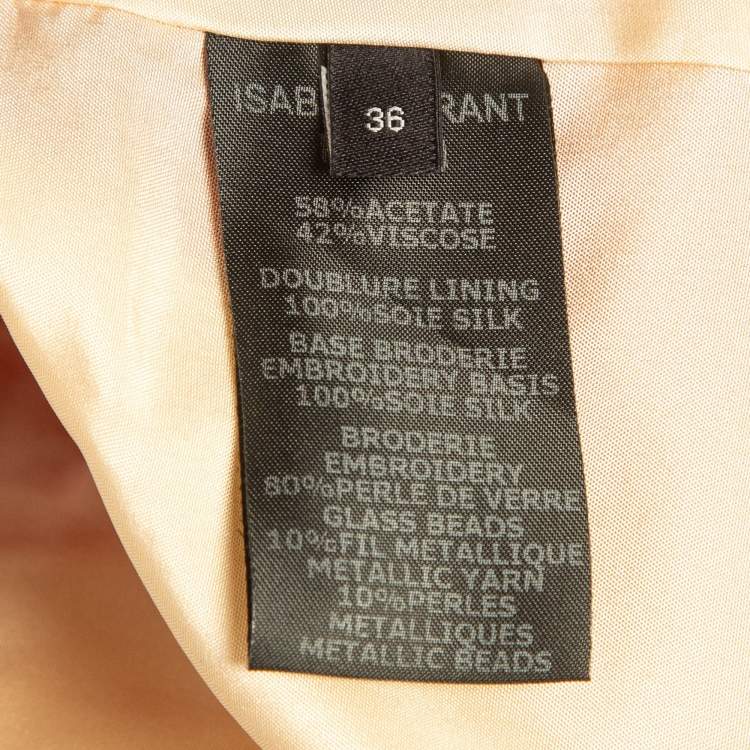 ISAB RANT
36
58%ACETATE
42%VISCOSE
DOUBLURE LINING
100%SOIE SILK
BASE BRODERIE
EMBROIDERY BASIS
100%SOIE SILK
BRODERIE
EMBROIDERY
80%PERLE DE VERRE
GLASS BEADS
10%FIL METALLIQUE
METALLIC YARN
10%PERLES
METALLIQUES
METALLIC BEADS